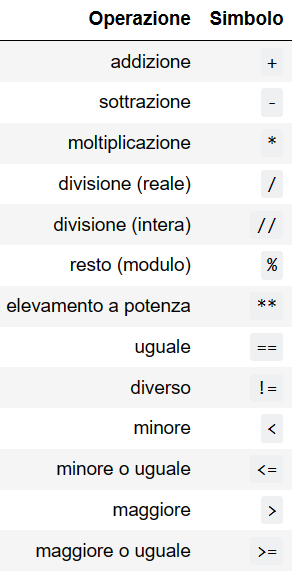 Operazione Simbolo
addizione +
sottrazione -
moltiplicazione *
divisione (reale) /
divisione (intera) //
resto (modulo) %
elevamento a potenza **
uguale ==
diverso !=
minore <
minore o uguale <=
maggiore >
maggiore o uguale >=